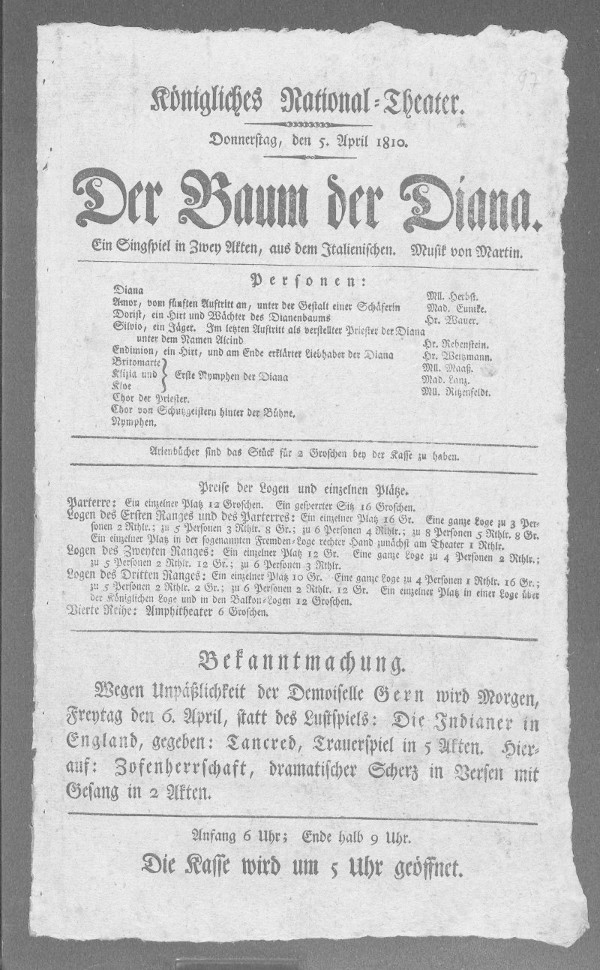 97
Königliches National-Theater.
Donnerstag, den 5. April 1810.
Der Baum der Diana.
Ein Singspiel in Zwey Akten, aus dem Italienischen. Musik von Martin.
Personen:
Diana Mll. Herbst.
Amor, vom fünften Auftritt an, unter der Gestalt einer Schäferin Mad. Eunike.
Dorist, ein Hirt und Wächter des Dianenbaums Hr. Wauer.
Silvio, ein Jäger. Im letzten Auftritt als verstellter Priester der Diana
unter dem Namen Alcind Hr. Rebenstein.
Endimion, ein Hirt, und am Ende erklärter Liebhaber der Diana Hr. Weitzmann.
Britomarte Mll. Maaß.
Klizia und Erste Nymphen der Diana Mad. Lanz.
Kloe Mll. Ritzenfeldt.
Chor der Priester.
Chor von Schutzgeistern hinter der Bühne.
Nymphen.
Arienbücher sind das Stück für 2 Groschen bey der Kasse zu haben.
Preise der Logen und einzelnen Plätze.
Parterre: Ein einzelner Platz 12 Groschen. Ein gesperrter Sitz 16 Groschen.
Logen des Ersten Ranges und des Parterres: Ein einzelner Platz 16 Gr. Eine ganze Loge zu 3 Per-
sonen 2 Rthlr.; zu 5 Personen 3 Rthlr. 8 Gr.; zu 6 Personen 4 Rthlr.; zu 8 Personen 5 Rthlr. 8 Gr.
Ein einzelner Platz in der sogenannten Fremden-Loge rechter Hand zunächst am Theater 1 Rthlr.
Logen des Zweyten Ranges: Ein einzelner Platz 12 Gr. Eine ganze Loge zu 4 Personen 2 Rthlr.;
zu 5 Personen 2 Rthlr. 12 Gr.; zu 6 Personen 3 Rthlr.
Logen des Dritten Ranges: Ein einzelner Platz 10 Gr. Eine ganze Loge zu 4 Personen 1 Rthlr. 16 Gr.;
zu 5 Personen 2 Rthlr. 2 Gr.; zu 6 Personen 2 Rthlr. 12 Gr. Ein einzelner Platz in einer Loge über
der Königlichen Loge und in den Balkon-Logen 12 Groschen.
Vierte Reihe: Amphitheater 6 Groschen.
Bekanntmachung.
Wegen Unpäßlichkeit der Demoiselle Gern wird Morgen,
Freytag den 6. April, statt des Lustspiels: Die Indianer in
England, gegeben: Tancred, Trauerspiel in 5 Akten. Hier-
auf: Zofenherrschaft, dramatischer Scherz in Versen mit
Gesang in 2 Akten.
Anfang 6 Uhr; Ende halb 9 Uhr.
Die Kasse wird um 5 Uhr geöffnet.